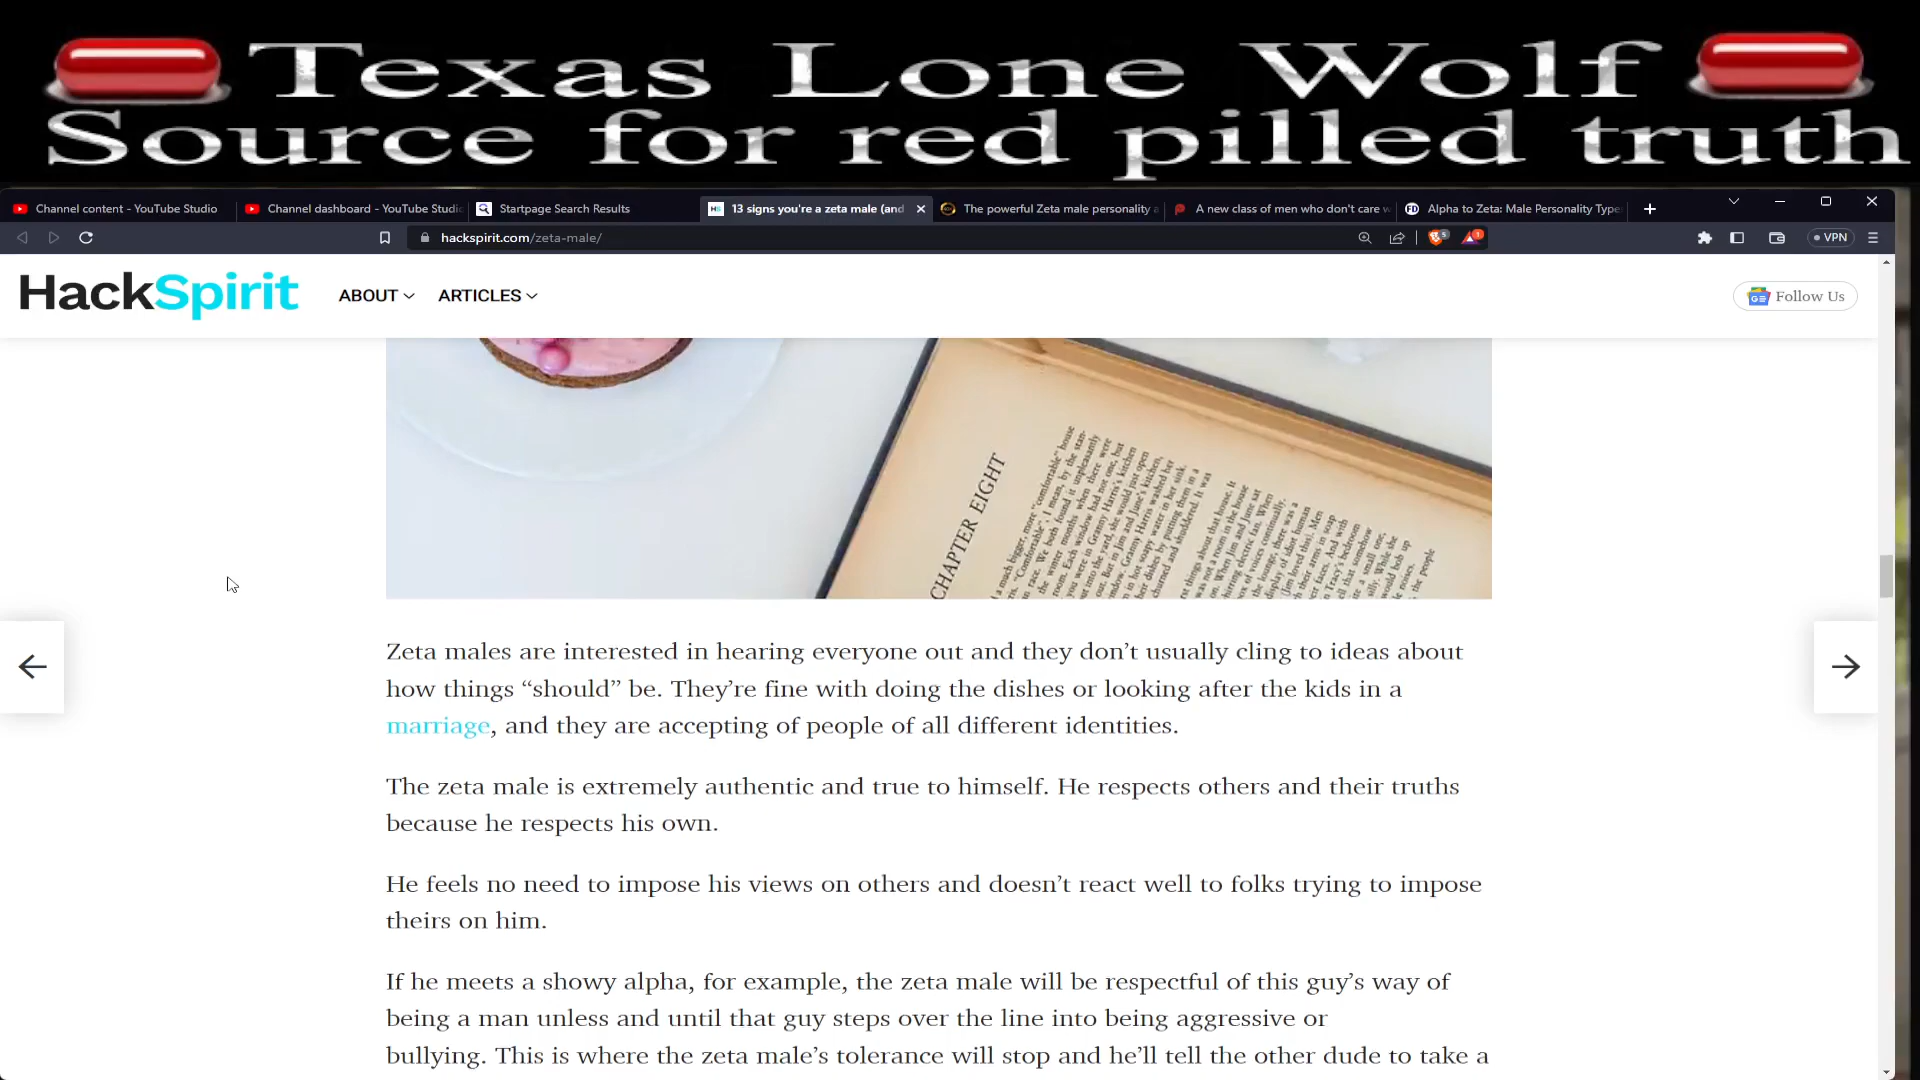 Texas Lone Wolf
Source for red pilled truth
Channel content - YouTube Studio
Channel dashboard - YouTube Studio
Startpage Search Results
HS
13 signs you're a zeta male (and
The powerful Zeta male personality a
A new class of men who don't care w
FD
Alpha to Zeta: Male Personality Type
hackspirit.com/zeta-male/
5
1
VPN
HackSpirit
ABOUT
ARTICLES
GE
Follow Us
CHAPTER EIGHT
Zeta males are interested in hearing everyone out and they don't usually cling to ideas about
how things “should” be. They're fine with doing the dishes or looking after the kids in a
marriage, and they are accepting of people of all different identities.
The zeta male is extremely authentic and true to himself. He respects others and their truths
because he respects his own.
He feels no need to impose his views on others and doesn't react well to folks trying to impose
theirs on him.
If he meets a showy alpha, for example, the zeta male will be respectful of this guy's way of
being a man unless and until that guy steps over the line into being aggressive or
bullying. This is where the zeta male's tolerance will stop and he'll tell the other dude to take a